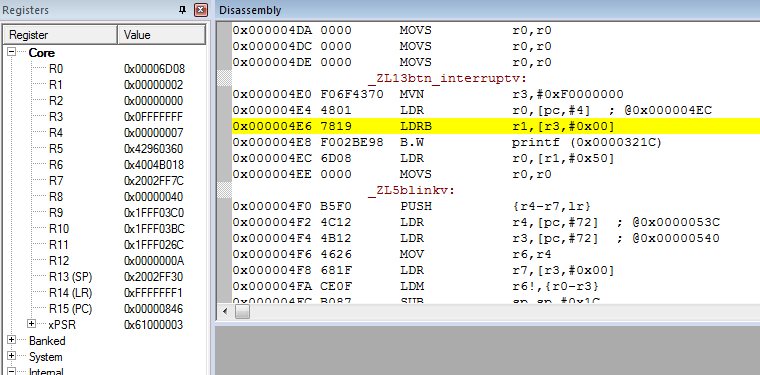 Registers
Register Value
Core
R0 0x00006D08
R1 0x00000002
R2 0x00000000
R3 0x0FFFFFFF
R4 0x00000007
R5 0x42960360
R6 0x4004B018
R7 0x2002FF7C
R8 0x00000040
R9 0x1FFF03C0
R10 0x1FFF03BC
R11 0x1FFF026C
R12 0x0000000A
R13 (SP) 0x2002FF30
R14 (LR) 0xFFFFFFF1
R15 (PC) 0x00000846
xPSR 0x61000003
Banked
System
Internal
Disassembly
0x000004DA 0000 MOVS r0,r0
0x000004DC 0000 MOVS r0,r0
0x000004DE 0000 MOVS r0,r0
_ZL13btn_interruptv:
0x000004E0 F06F4370 MVN r3,#0xF0000000
0x000004E4 4801 LDR r0,[pc,#4] ; @0x000004EC
0x000004E6 7819 LDRB r1,[r3,#0x00]
0x000004E8 F002BE98 B.W printf (0x0000321C)
0x000004EC 6D08 LDR r0,[r1,#0x50]
0x000004EE 0000 MOVS r0,r0
_ZL5blinkv:
0x000004F0 B5F0 PUSH {r4-r7,lr}
0x000004F2 4C12 LDR r4,[pc,#72] ; @0x0000053C
0x000004F4 4B12 LDR r3,[pc,#72] ; @0x00000540
0x000004F6 4626 MOV r6,r4
0x000004F8 681F LDR r7,[r3,#0x00]
0x000004FA CE0F LDM r6!,{r0-r3}
0x000004FC B087 SUB sp,sp,#0x1C